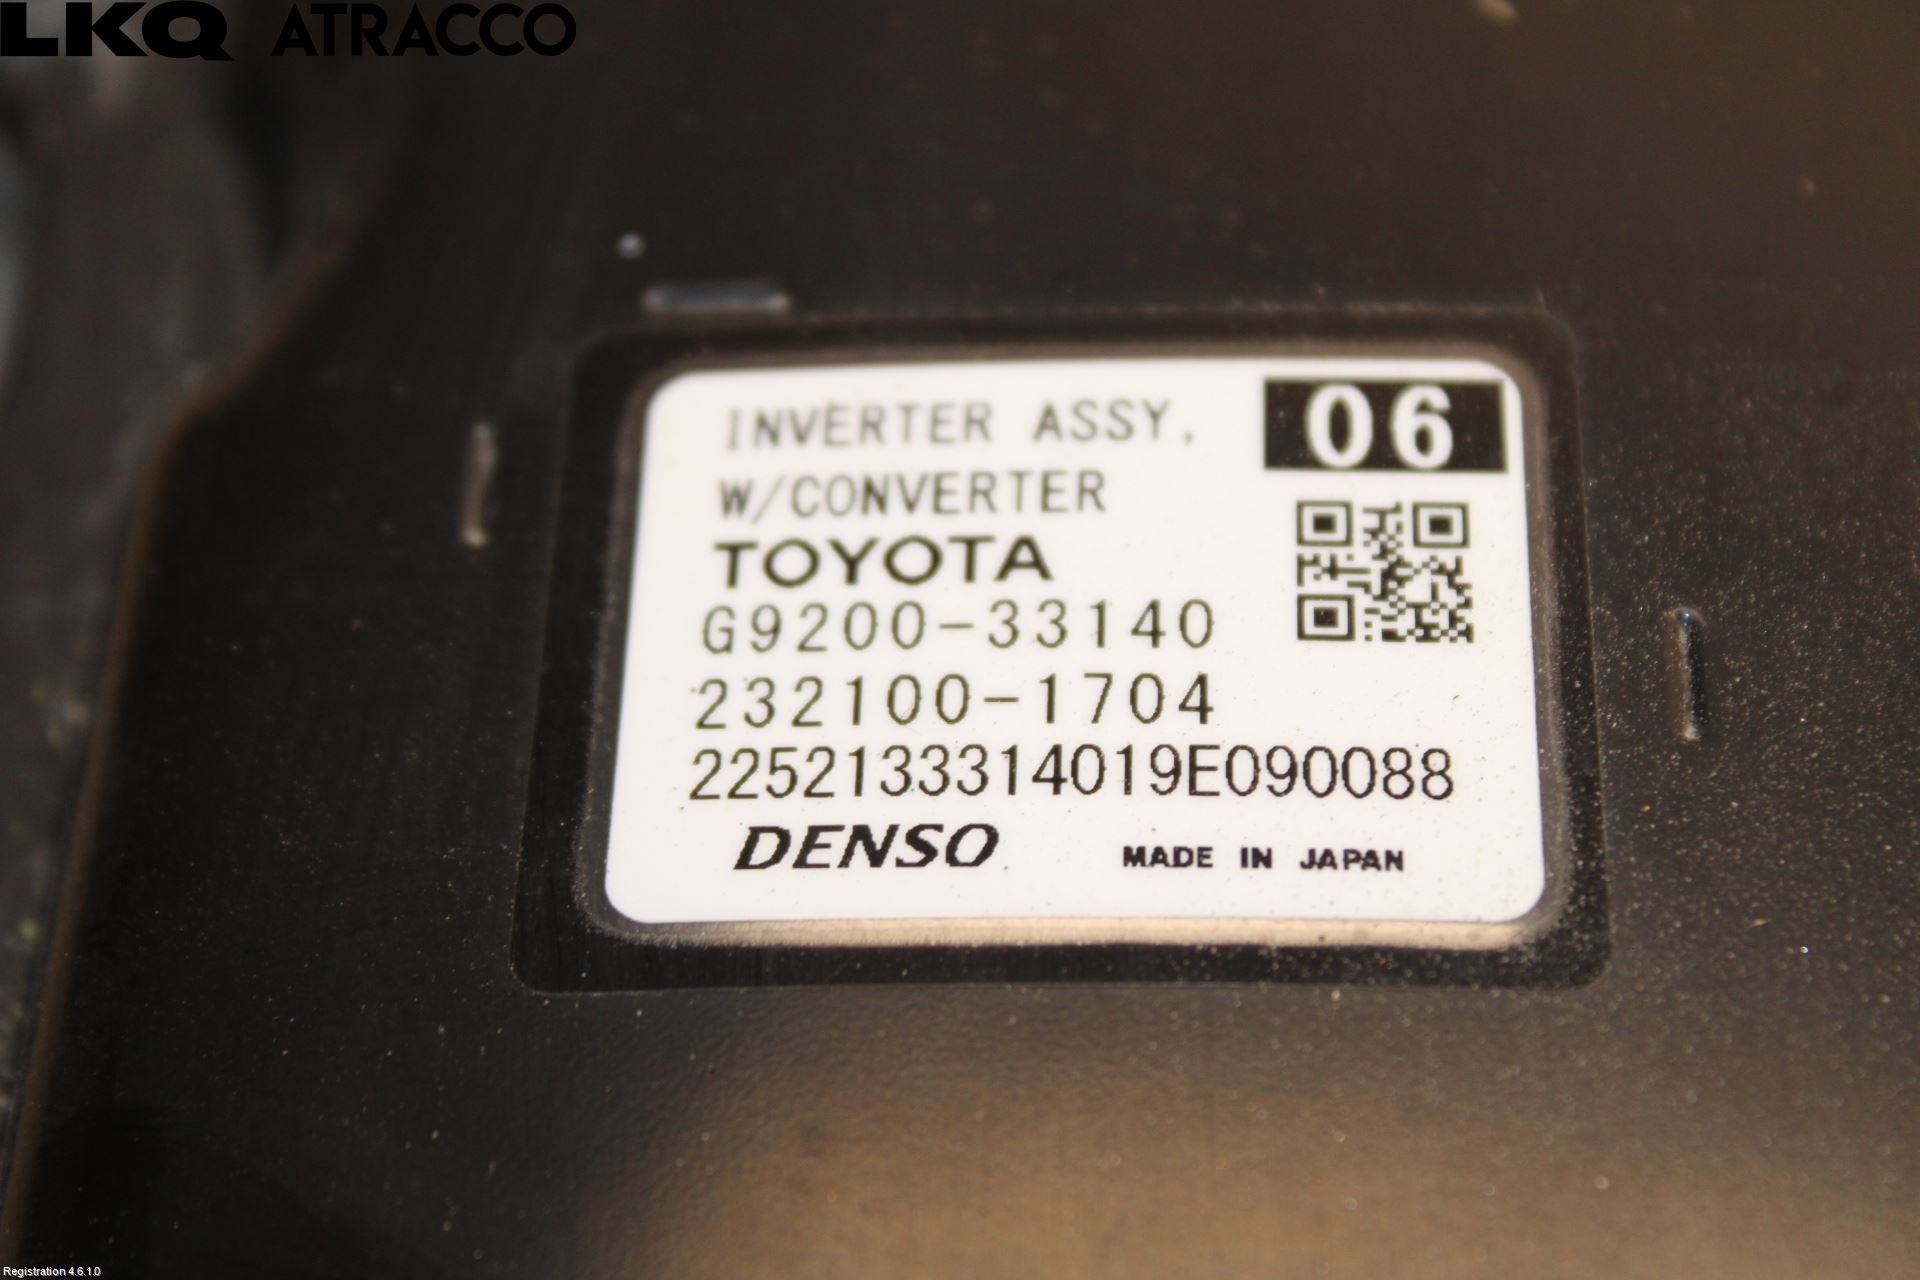 LKQ ATRACCO
INVERTER ASSY, 06
W/CONVERTER
TOYOTA
G9200-33140
232100-1704
2252133314019E090088
DENSO MADE IN JAPAN
Registration 4.6.1.0